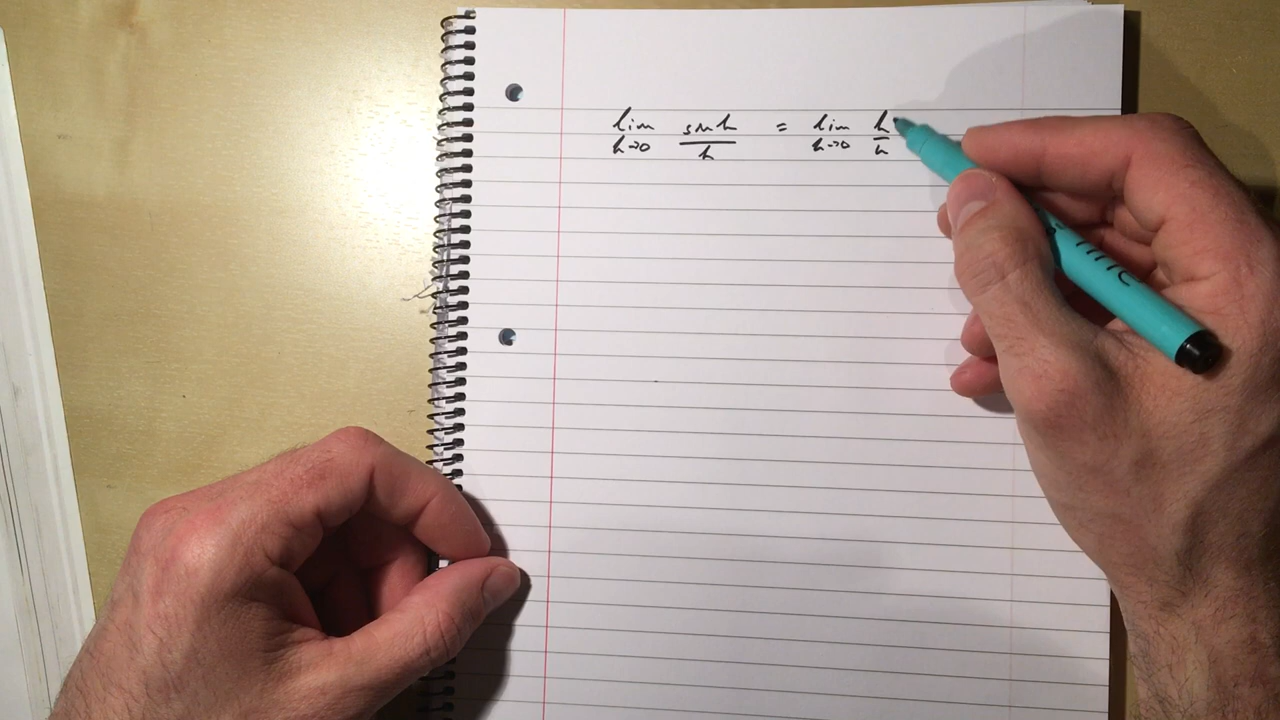 lim h→0 sin h / h = lim h→0 h / h